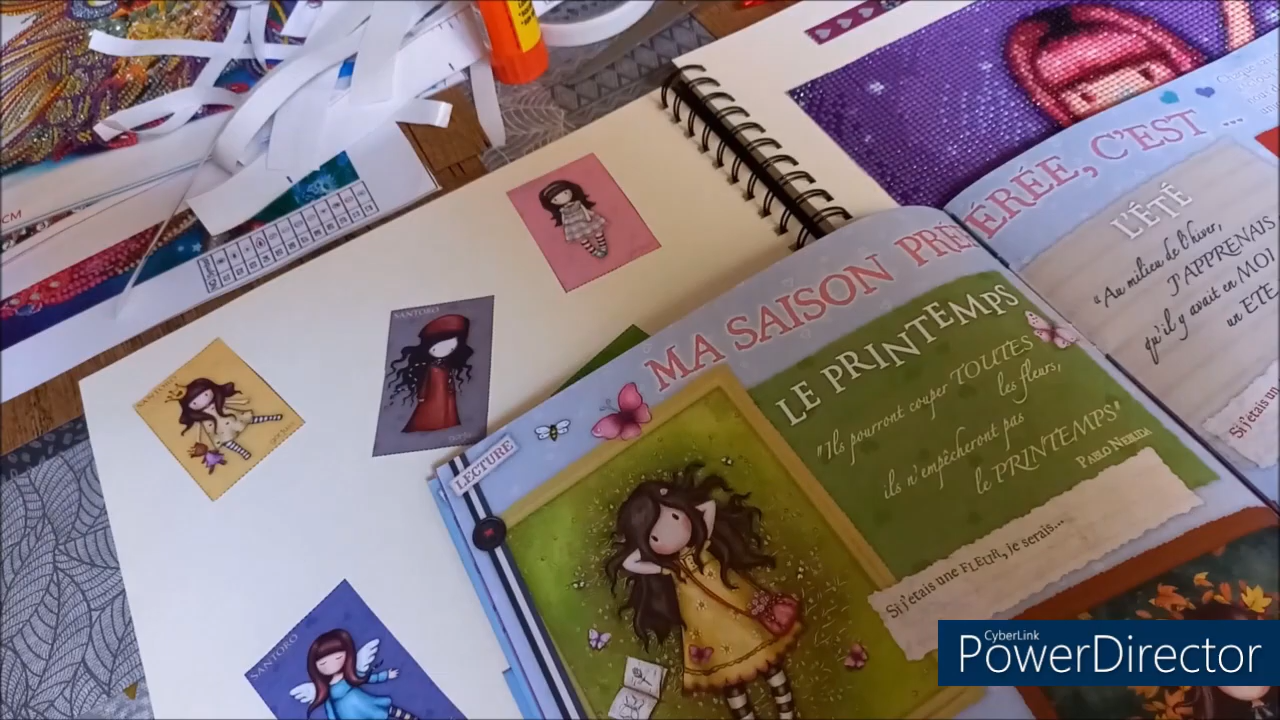 CM
SANTORO
SANTORO
SANTORO
LECTURE
MA SAISON PRÉFÉRÉE, C'EST ...
LE PRINTEMPS
"Ils pourront couper TOUTES
les fleurs,
ils n'empêcheront pas
le PRINTEMPS"
PABLO NERUDA
Si j'étais une FLEUR, je serais...
L'ÉTÉ
"Au milieu de l'hiver,
J'APPRENAIS
qu'il y avait en MOI
un ÉTÉ
Si j'étais un
CyberLink
PowerDirector